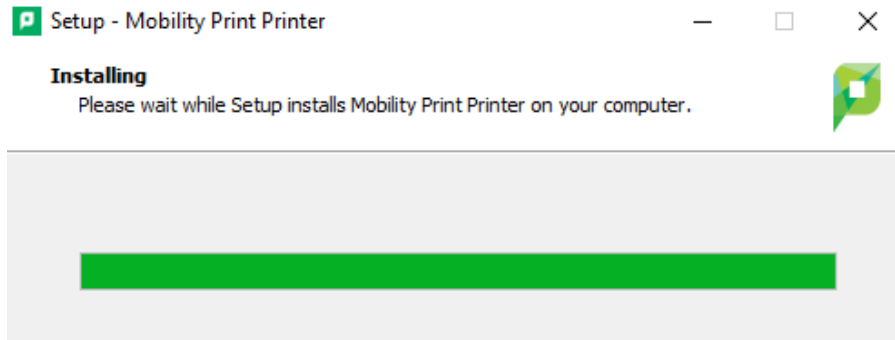 Setup - Mobility Print Printer
Installing
Please wait while Setup installs Mobility Print Printer on your computer.